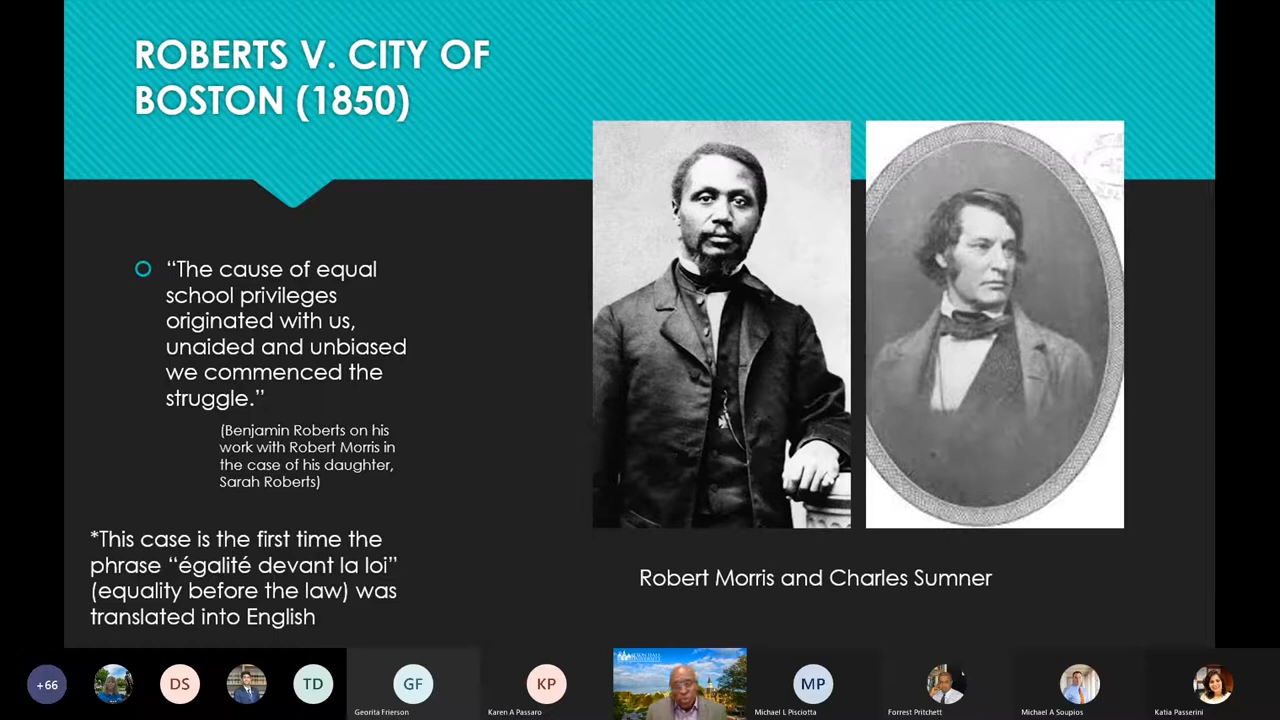 ROBERTS V. CITY OF
BOSTON (1850)
“The cause of equal
school privileges
originated with us,
unaided and unbiased
we commenced the
struggle.”
(Benjamin Roberts on his
work with Robert Morris in
the case of his daughter,
Sarah Roberts)
*This case is the first time the
phrase “égalité devant la loi”
(equality before the law) was
translated into English
Robert Morris and Charles Sumner
+66
DS
TD
GF
KP
MP
Georita Frierson
Karen A Passaro
Michael L Pisciotta
Forrest Pritchett
Michael A Soupios
Katia Passerini